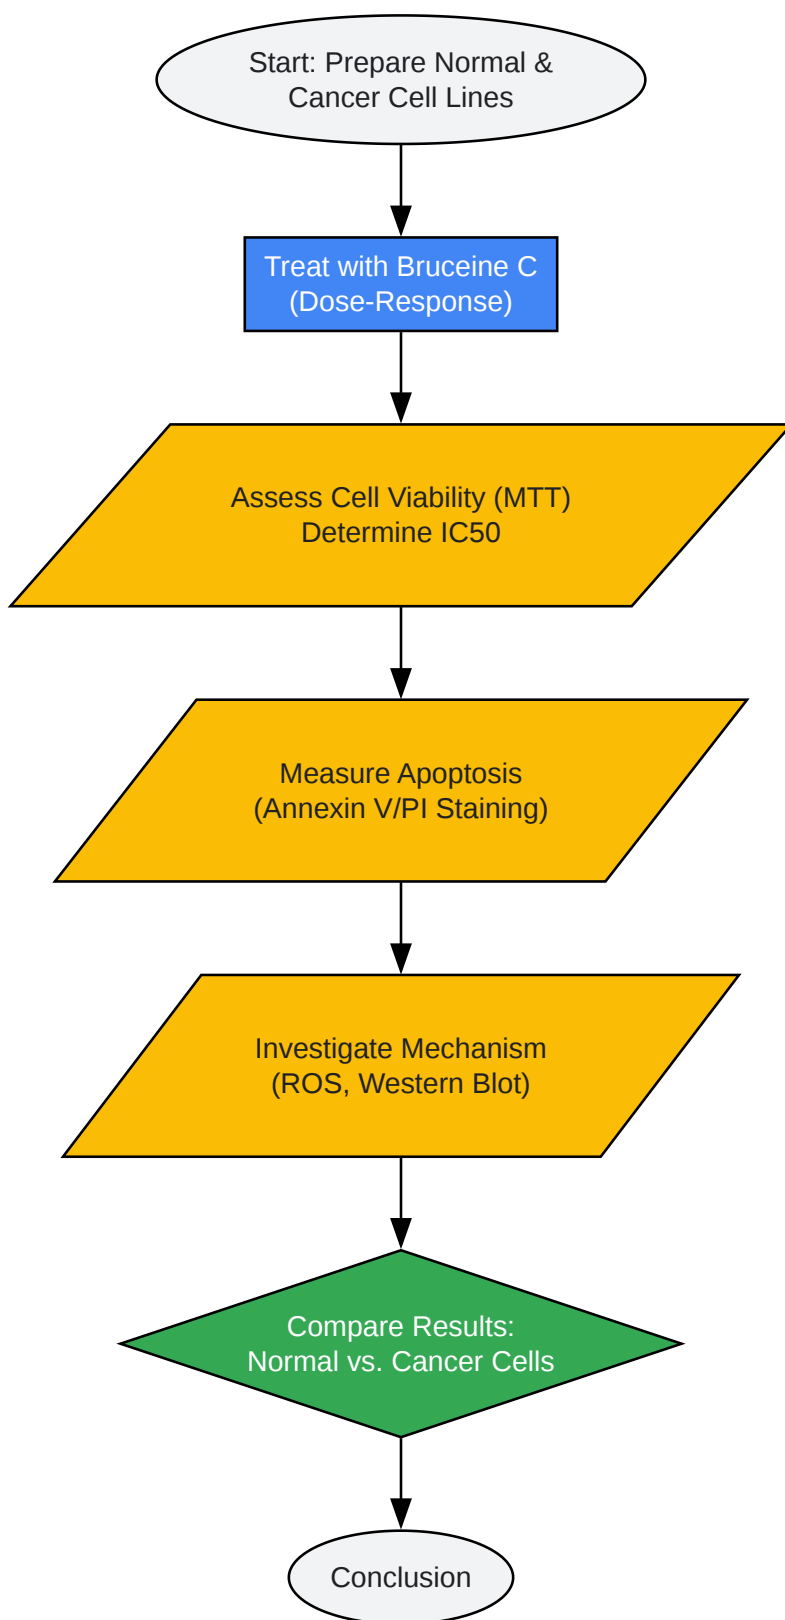 Start: Prepare Normal &
Cancer Cell Lines
Treat with Bruceine C
(Dose-Response)
Assess Cell Viability (MTT)
Determine IC50
Measure Apoptosis
(Annexin V/PI Staining)
Investigate Mechanism
(ROS, Western Blot)
Compare Results:
Normal vs. Cancer Cells
Conclusion